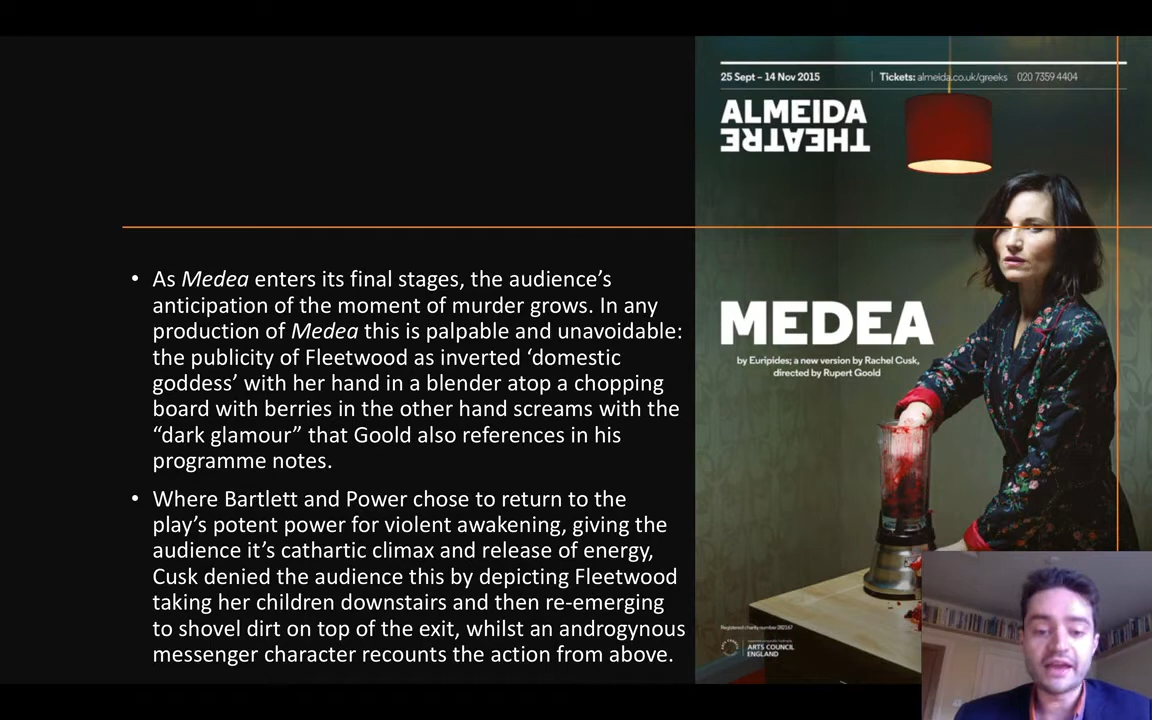 25 Sept – 14 Nov 2015 | Tickets: almeida.co.uk/greeks 020 7359 4404
ALMEIDA
THEATRE
MEDEA
by Euripides; a new version by Rachel Cusk,
directed by Rupert Goold
Registered charity number 282167
ARTS COUNCIL
ENGLAND
• As Medea enters its final stages, the audience’s
anticipation of the moment of murder grows. In any
production of Medea this is palpable and unavoidable:
the publicity of Fleetwood as inverted ‘domestic
goddess’ with her hand in a blender atop a chopping
board with berries in the other hand screams with the
“dark glamour” that Goold also references in his
programme notes.
• Where Bartlett and Power chose to return to the
play’s potent power for violent awakening, giving the
audience it’s cathartic climax and release of energy,
Cusk denied the audience this by depicting Fleetwood
taking her children downstairs and then re-emerging
to shovel dirt on top of the exit, whilst an androgynous
messenger character recounts the action from above.